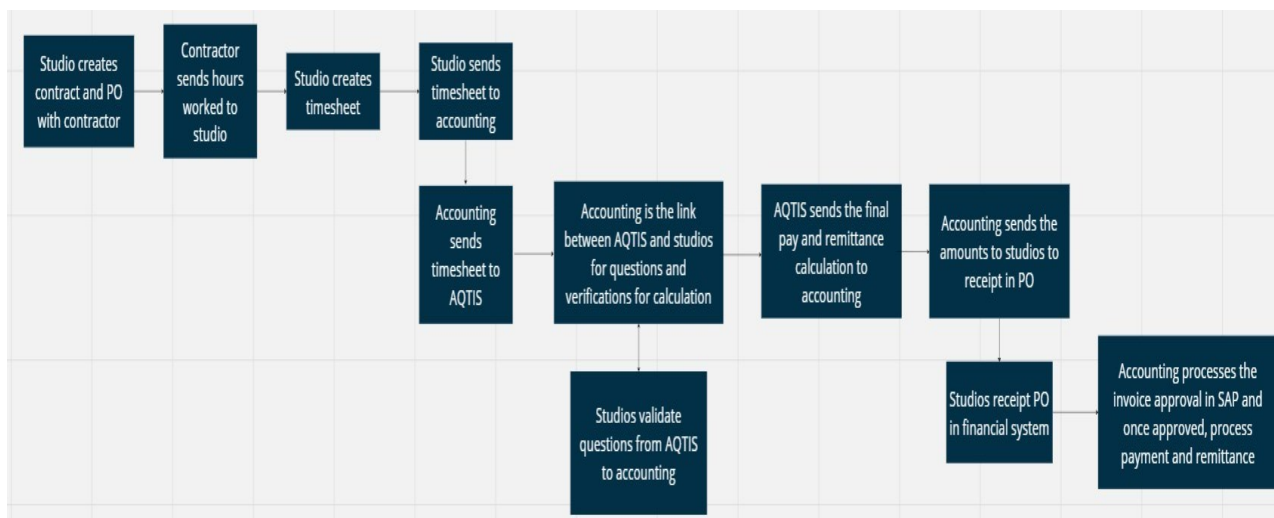 Studio creates
contract and PO
with contractor
Contractor
sends hours
worked to
studio
Studio creates
timesheet
Studio sends
timesheet to
accounting
Accounting
sends
timesheet to
AQTIS
Accounting is the link
between AQTIS and studios
for questions and
verifications for calculation
Studios validate
questions from AQTIS
to accounting
AQTIS sends the final
pay and remittance
calculation to
accounting
Accounting sends the
amounts to studios to
receipt in PO
Studios receipt PO
in financial system
Accounting processes the
invoice approval in SAP and
once approved, process
payment and remittance